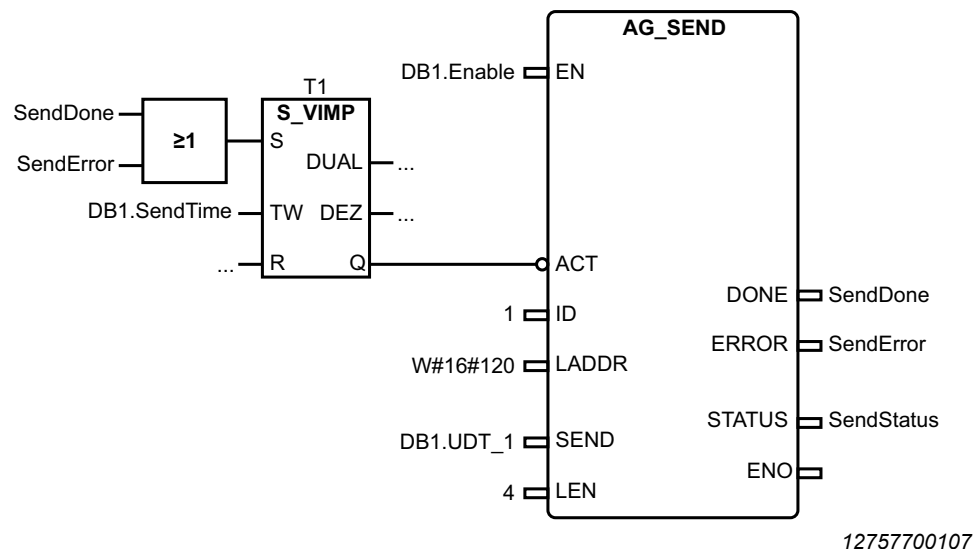 AG_SEND
DB1.Enable EN
T1
SendDone S_VIMP
≥1 S
SendError DUAL ...
DB1.SendTime TW DEZ ...
... R Q ACT
DONE SendDone
1 ID
ERROR SendError
W#16#120 LADDR
STATUS SendStatus
DB1.UDT_1 SEND
ENO
4 LEN
12757700107